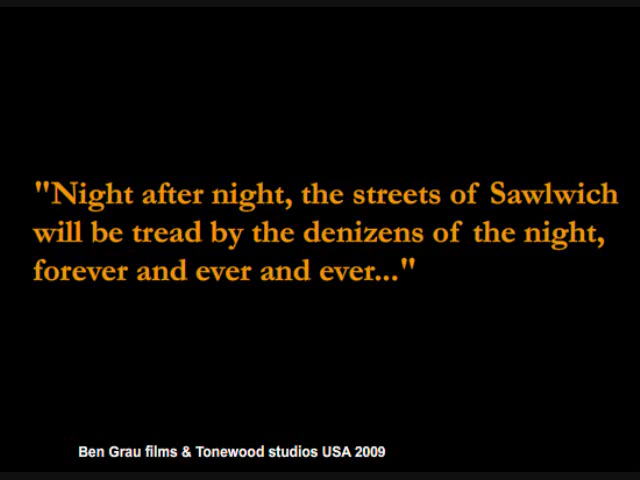 "Night after night, the streets of Sawlwich
will be tread by the denizens of the night,
forever and ever and ever..."
Ben Grau films & Tonewood studios USA 2009